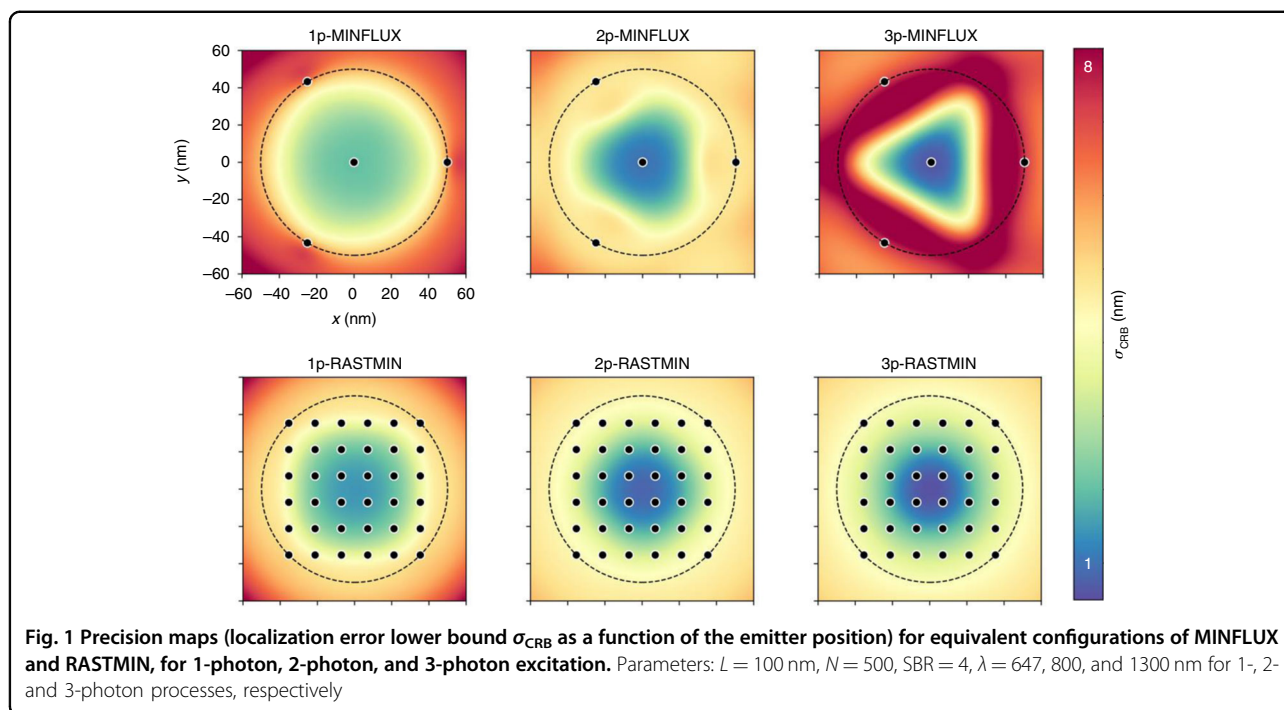 1p-MINFLUX
2p-MINFLUX
3p-MINFLUX
60
40
20
0
−20
−40
−60
y (nm)
−60
−40
−20
0
20
40
60
x (nm)
8
1
σCRB (nm)
1p-RASTMIN
2p-RASTMIN
3p-RASTMIN
Fig. 1 Precision maps (localization error lower bound σCRB as a function of the emitter position) for equivalent configurations of MINFLUX
and RASTMIN, for 1-photon, 2-photon, and 3-photon excitation. Parameters: L = 100 nm, N = 500, SBR = 4, λ = 647, 800, and 1300 nm for 1-, 2-
and 3-photon processes, respectively